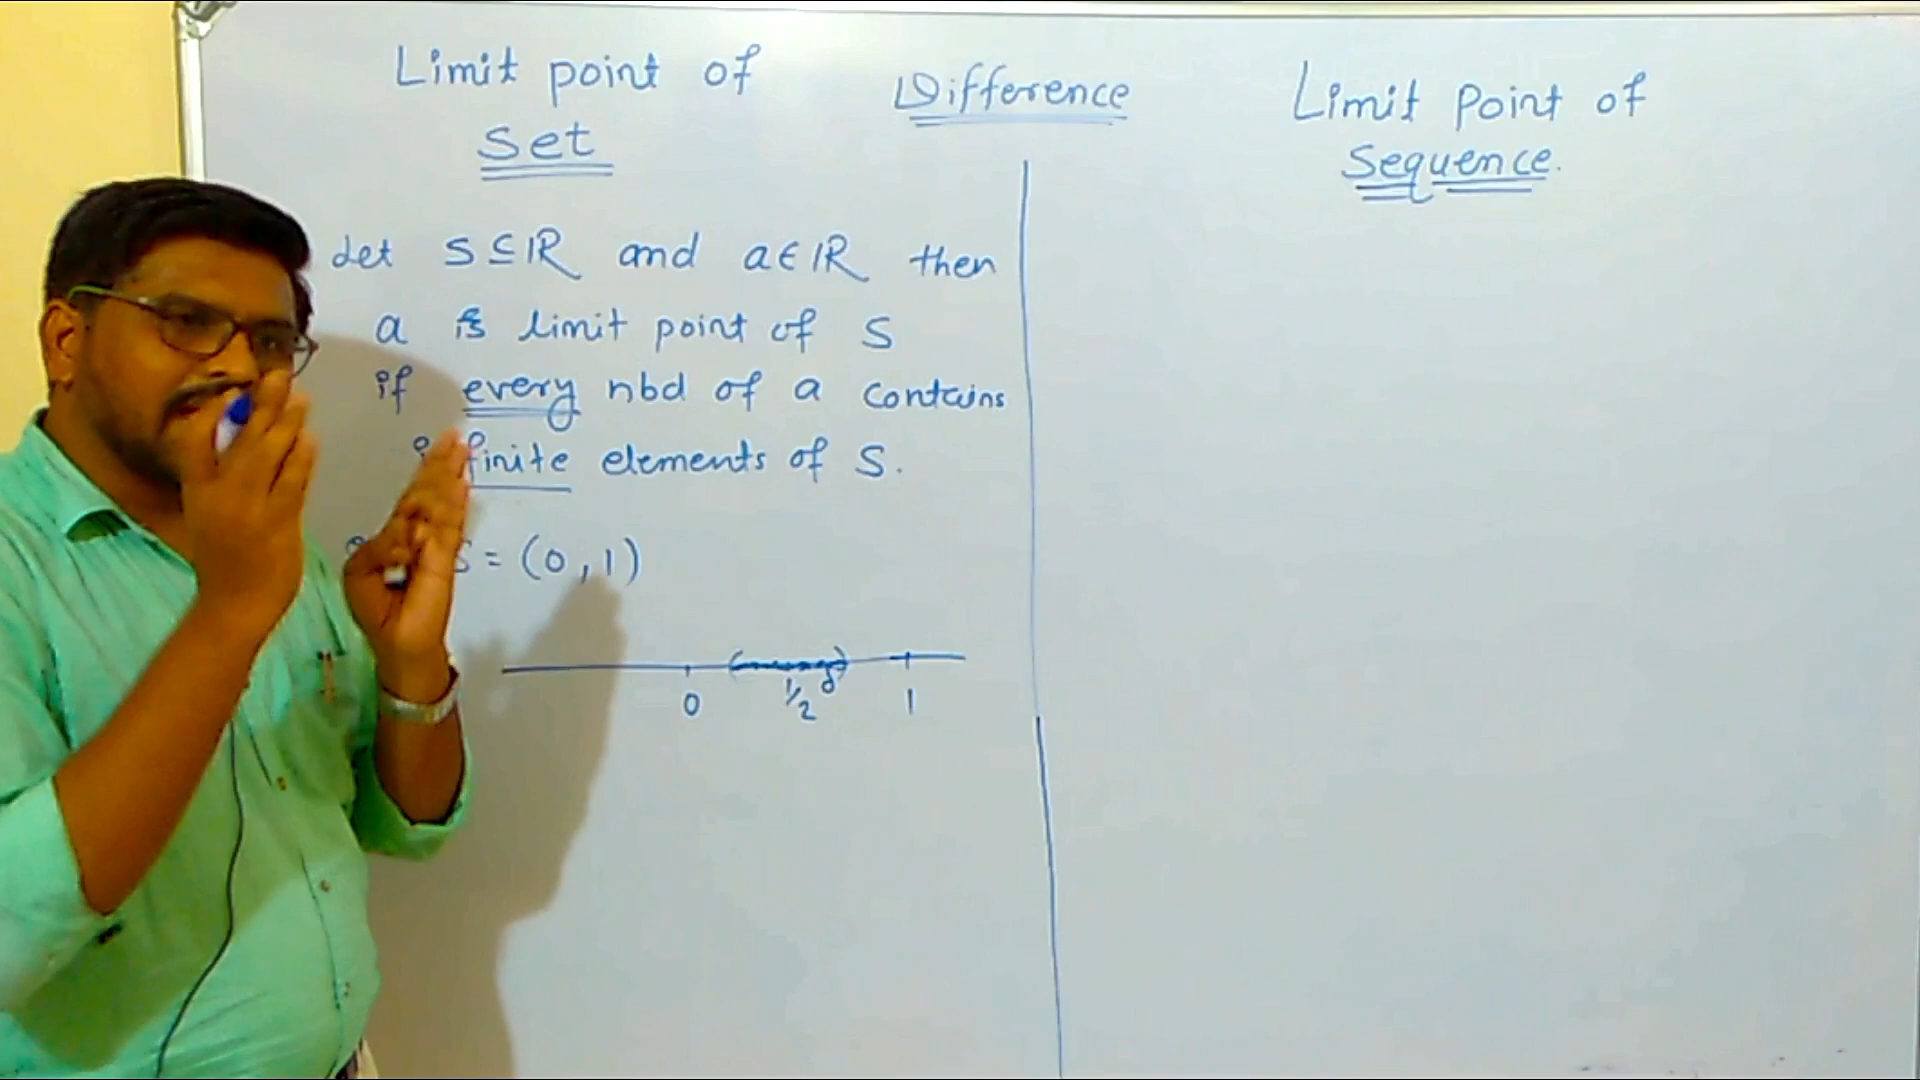 Limit point of
Set
Difference
Limit Point of
Sequence.
Let S ⊆ ℝ and a ∈ ℝ then
a is limit point of S
if every nbd of a contains
finite elements of S.
S = (0,1)
0 1/2 1